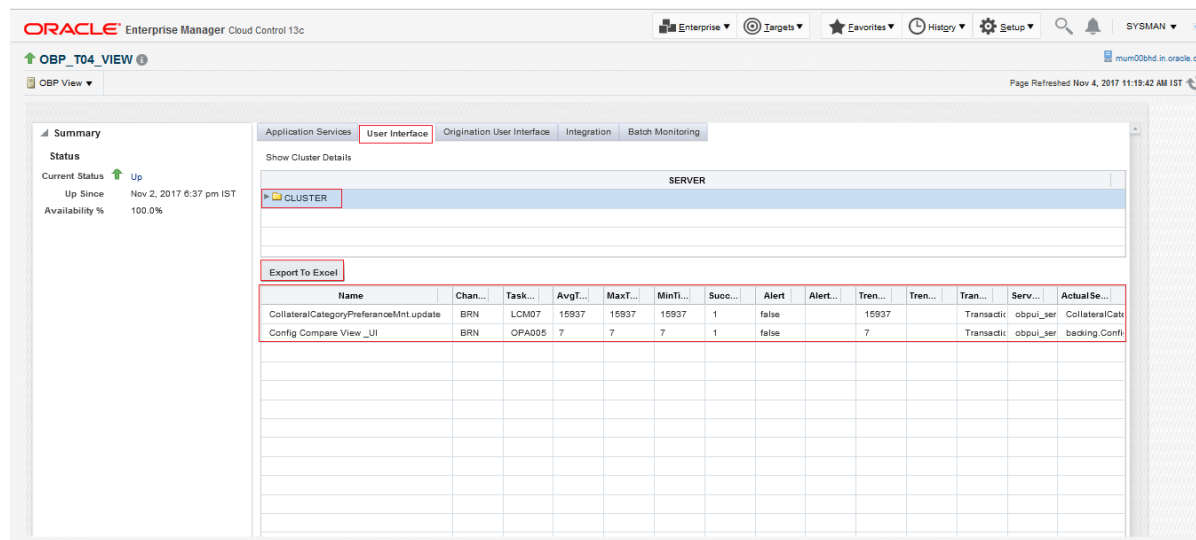 ORACLE Enterprise Manager Cloud Control 13c
Enterprise ▼ Targets ▼ Favorites ▼ History ▼ Setup ▼ SYSMAN ▼
OBP_T04_VIEW
mum00bhd.in.oracle.c
OBP View ▼
Page Refreshed Nov 4, 2017 11:19:42 AM IST
Summary
Status
Current Status Up
Up Since Nov 2, 2017 6:37 pm IST
Availability % 100.0%
Application Services User Interface Origination User Interface Integration Batch Monitoring
Show Cluster Details
SERVER
CLUSTER
Export To Excel
Name Chan... Task... AvgT... MaxT... MinTi... Succ... Alert Alert... Tren... Tren... Tran... Serv... ActualSe...
CollateralCategoryPreferanceMnt.update BRN LCM07 15937 15937 15937 1 false 15937 Transactic obpui_ser CollateralCate
Config Compare View _UI BRN OPA005 7 7 7 1 false 7 Transactic obpui_ser backing.Config